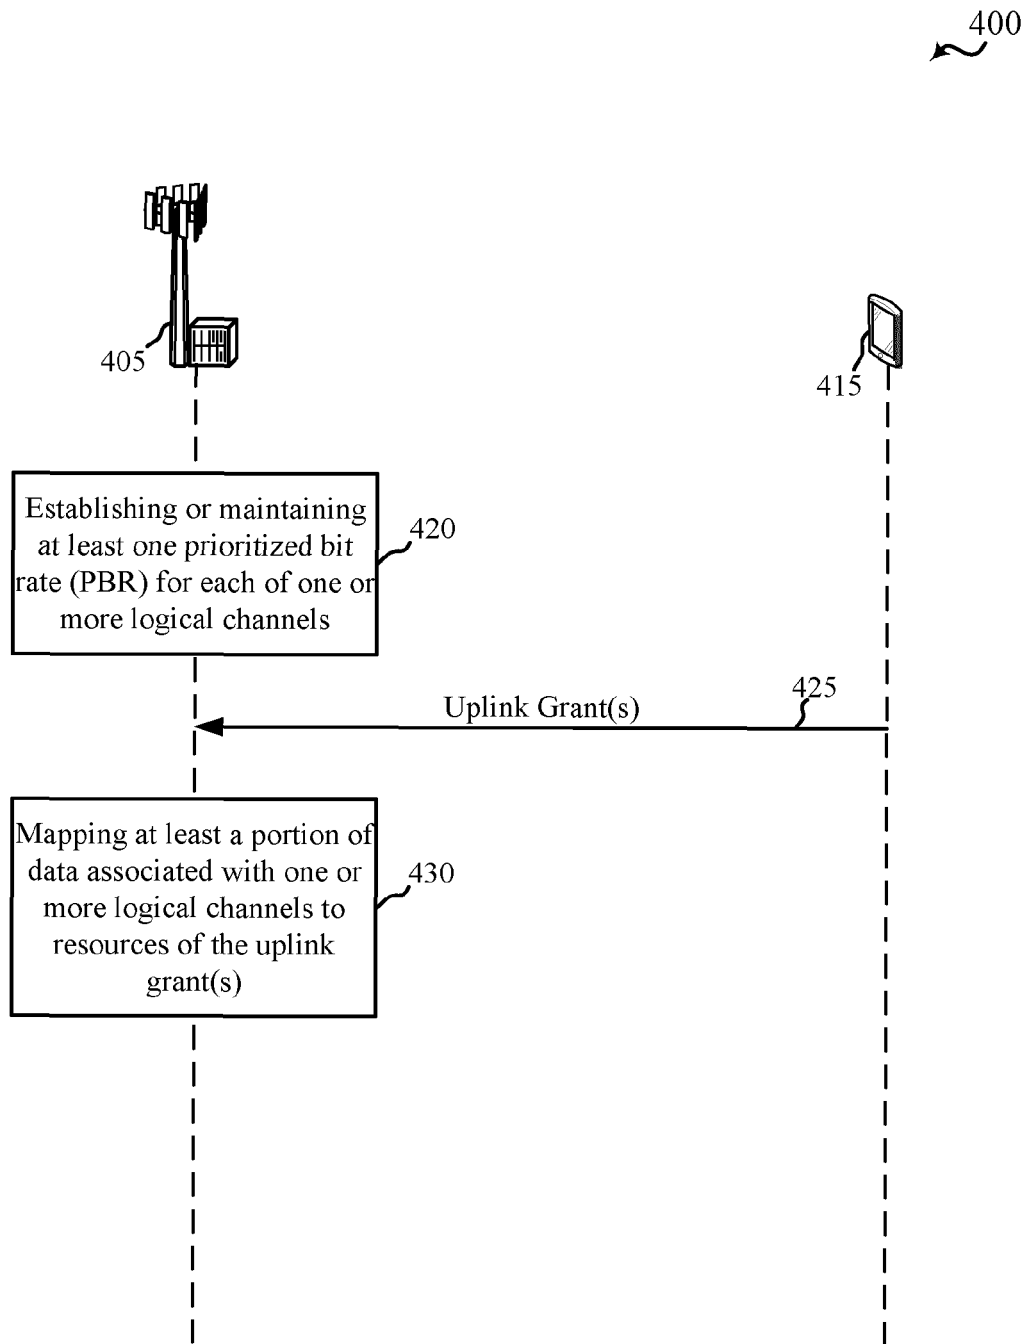 400
405
415
Establishing or maintaining
at least one prioritized bit
rate (PBR) for each of one or
more logical channels
420
Uplink Grant(s)
425
Mapping at least a portion of
data associated with one or
more logical channels to
resources of the uplink
grant(s)
430